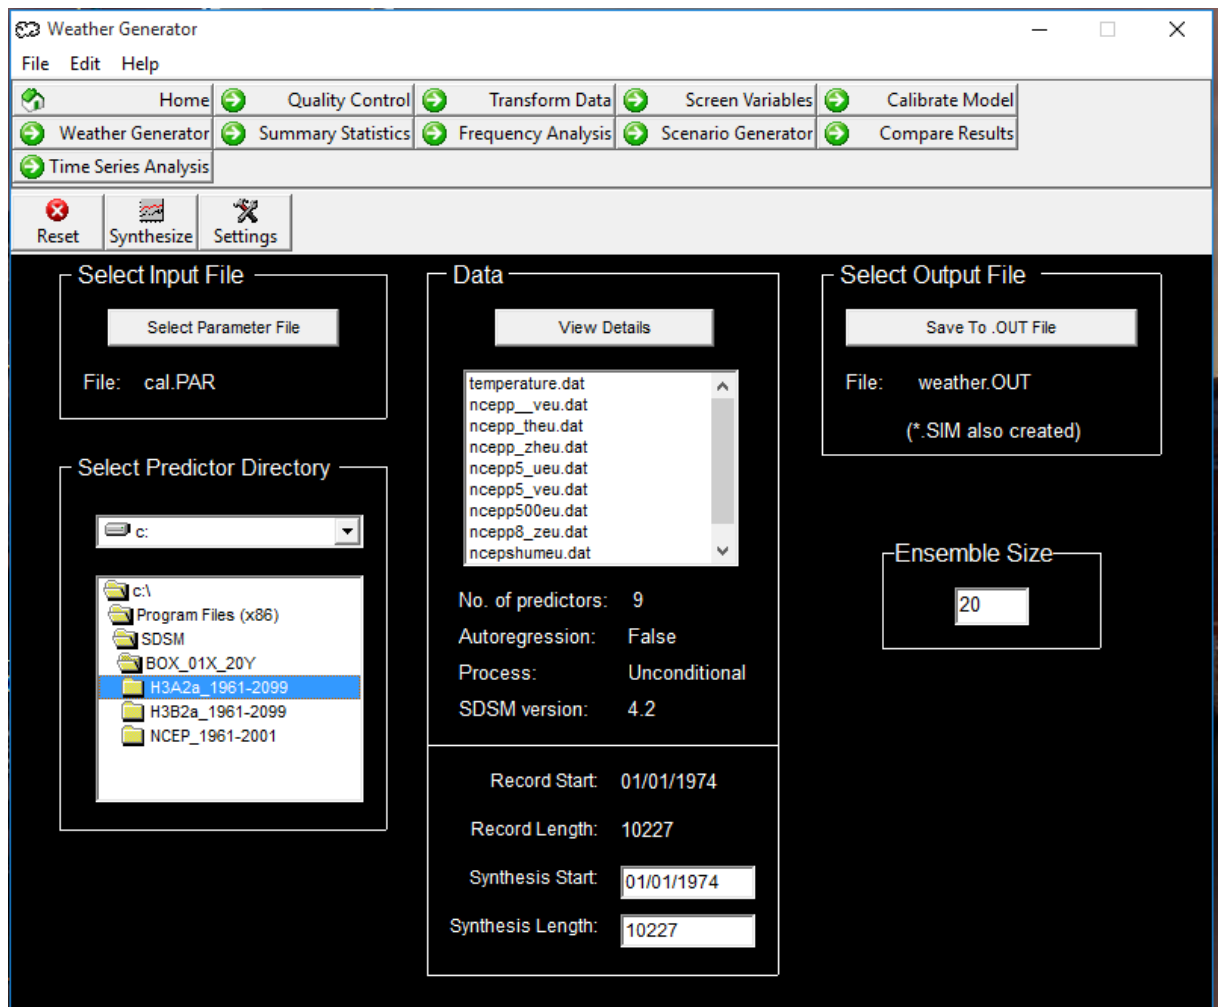 Weather Generator
File Edit Help
Home Quality Control Transform Data Screen Variables Calibrate Model
Weather Generator Summary Statistics Frequency Analysis Scenario Generator Compare Results
Time Series Analysis
Reset Synthesize Settings
Select Input File
Select Parameter File
File: cal.PAR
Select Predictor Directory
c:
c:\
Program Files (x86)
SDSM
BOX_01X_20Y
H3A2a_1961-2099
H3B2a_1961-2099
NCEP_1961-2001
Data
View Details
temperature.dat
ncepp__veu.dat
ncepp_theu.dat
ncepp_zheu.dat
ncepp5_ueu.dat
ncepp5_veu.dat
ncepp500eu.dat
ncepp8_zeu.dat
ncepshumeu.dat
No. of predictors: 9
Autoregression: False
Process: Unconditional
SDSM version: 4.2
Record Start: 01/01/1974
Record Length: 10227
Synthesis Start: 01/01/1974
Synthesis Length: 10227
Select Output File
Save To .OUT File
File: weather.OUT
(*.SIM also created)
Ensemble Size
20